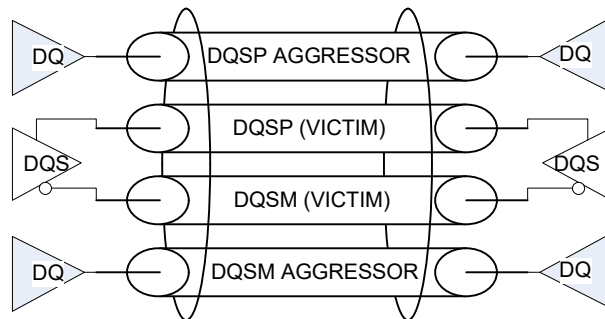 DQ DQSP AGGRESSOR DQ
DQSP (VICTIM)
DQS DQS
DQSM (VICTIM)
DQ DQSM AGGRESSOR DQ